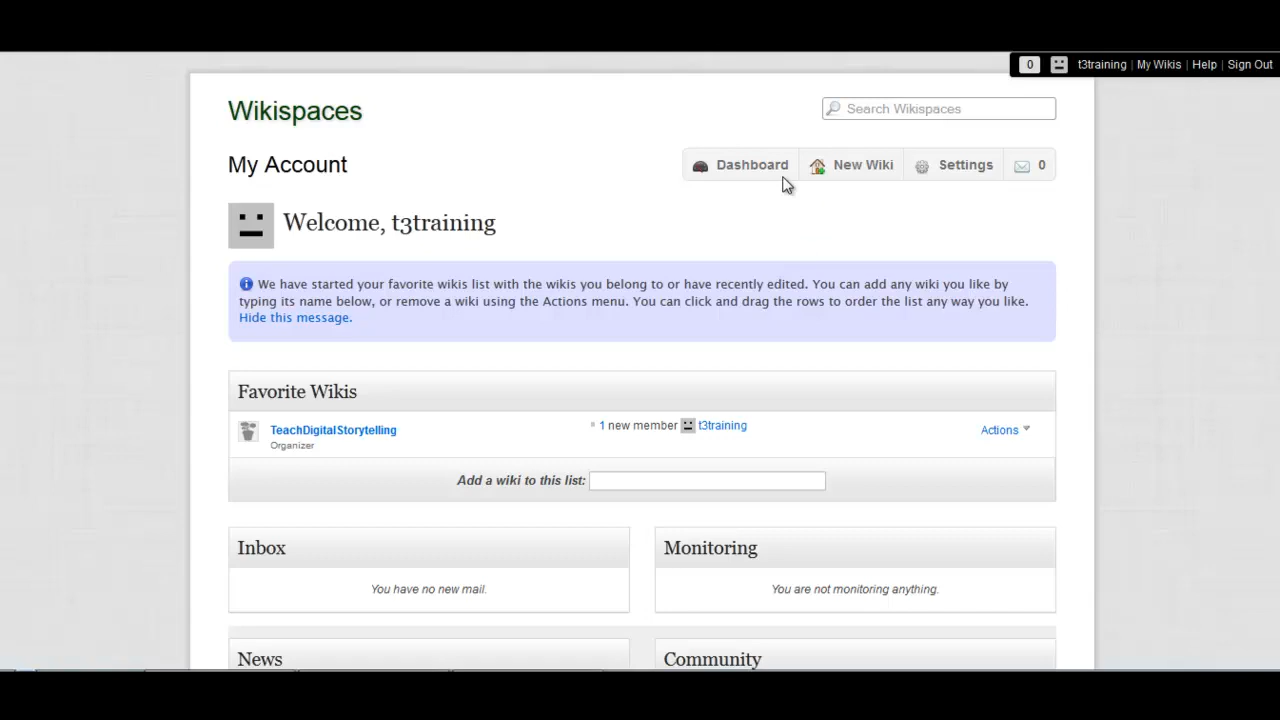 0 t3training | My Wikis | Help | Sign Out
Wikispaces
Search Wikispaces
My Account
Dashboard New Wiki Settings 0
Welcome, t3training
We have started your favorite wikis list with the wikis you belong to or have recently edited. You can add any wiki you like by
typing its name below, or remove a wiki using the Actions menu. You can click and drag the rows to order the list any way you like.
Hide this message.
Favorite Wikis
TeachDigitalStorytelling
Organizer
1 new member t3training
Actions
Add a wiki to this list:
Inbox
You have no new mail.
Monitoring
You are not monitoring anything.
News
Community